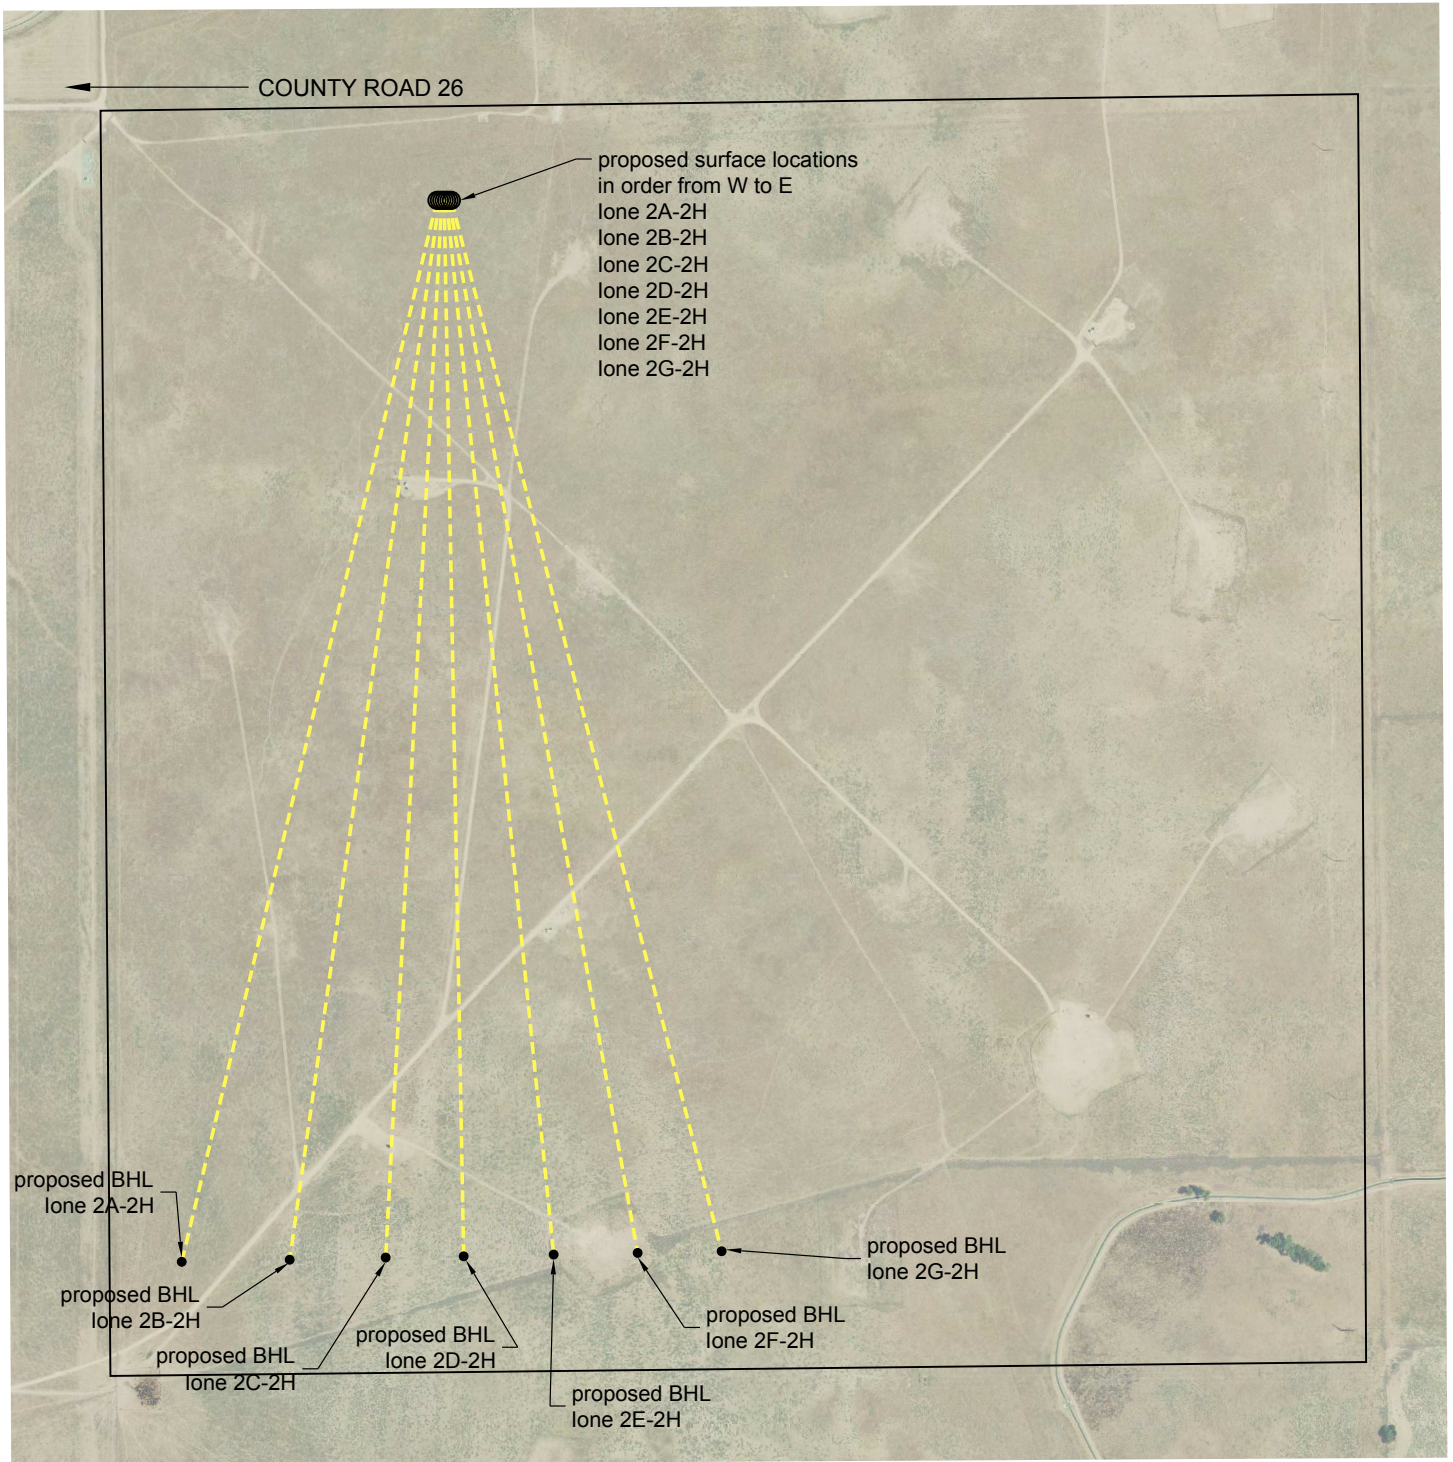 COUNTY ROAD 26
proposed surface locations
in order from W to E
Ione 2A-2H
Ione 2B-2H
Ione 2C-2H
Ione 2D-2H
Ione 2E-2H
Ione 2F-2H
Ione 2G-2H
proposed BHL
Ione 2A-2H
proposed BHL
Ione 2B-2H
proposed BHL
Ione 2C-2H
proposed BHL
Ione 2D-2H
proposed BHL
Ione 2E-2H
proposed BHL
Ione 2F-2H
proposed BHL
Ione 2G-2H